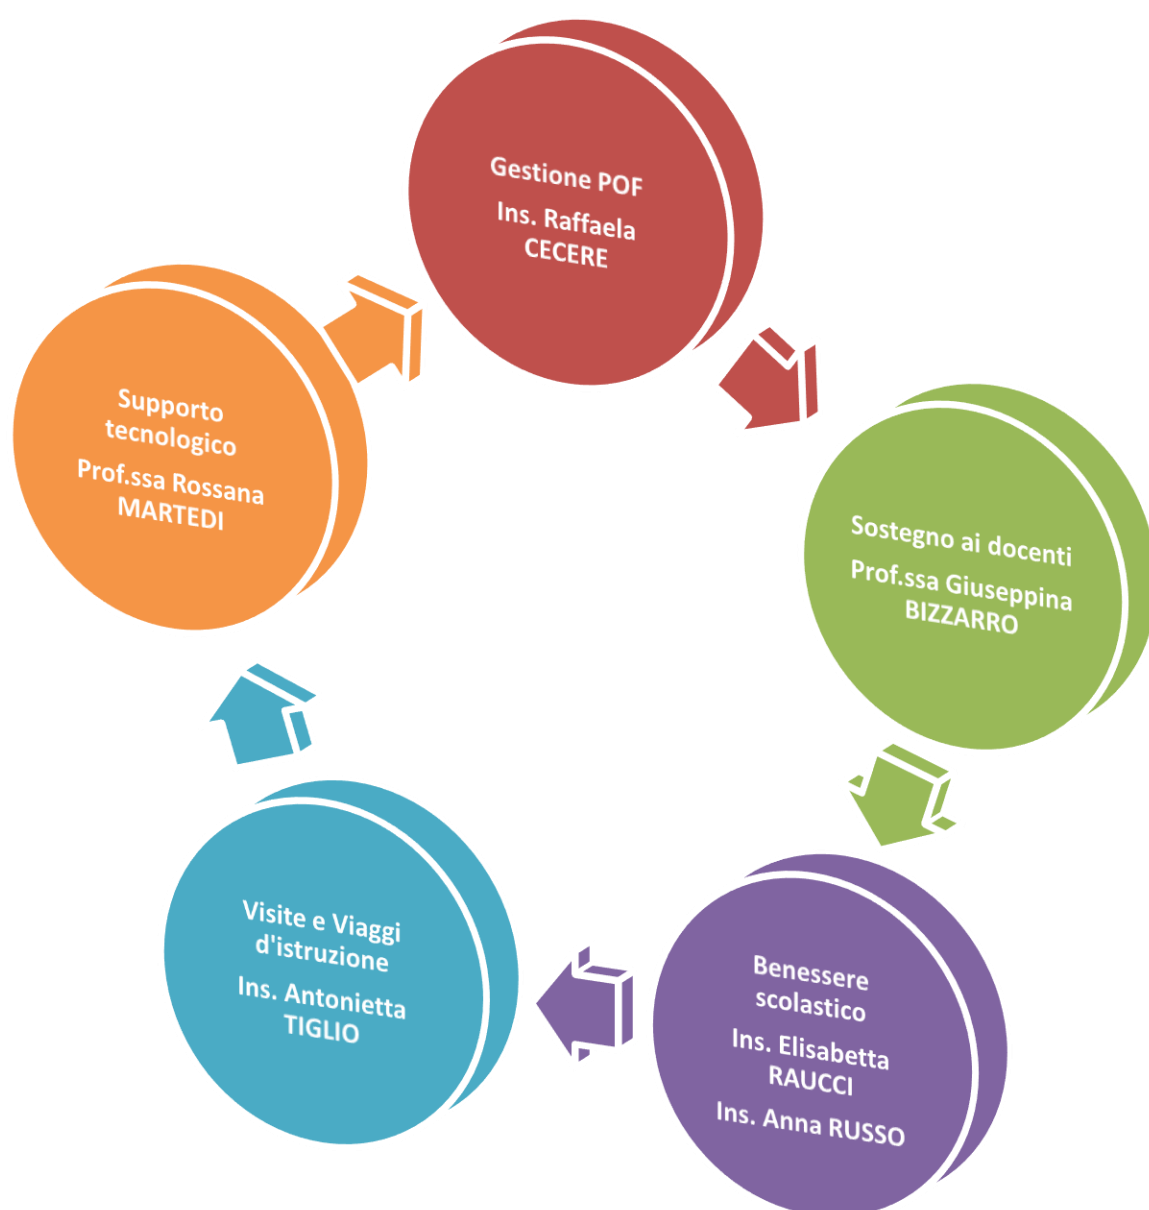 Gestione POF
Ins. Raffaela
CECERE
Sostegno ai docenti
Prof.ssa Giuseppina
BIZZARRO
Benessere
scolastico
Ins. Elisabetta
RAUCCI
Ins. Anna RUSSO
Visite e Viaggi
d'istruzione
Ins. Antonietta
TIGLIO
Supporto
tecnologico
Prof.ssa Rossana
MARTEDI